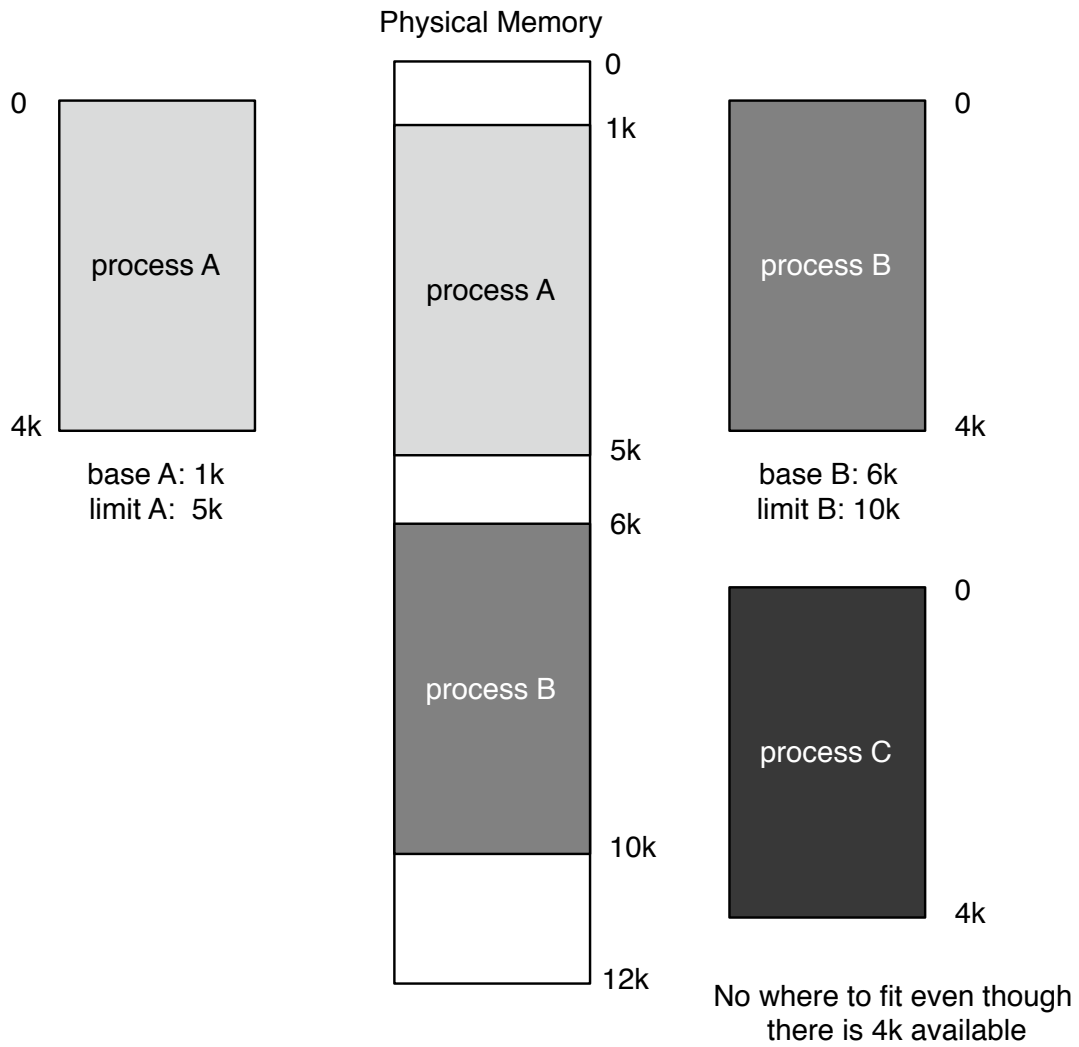 Physical Memory
0
process A
4k
base A: 1k
limit A: 5k
0
1k
process A
5k
6k
process B
10k
12k
0
process B
4k
base B: 6k
limit B: 10k
0
process C
4k
No where to fit even though
there is 4k available